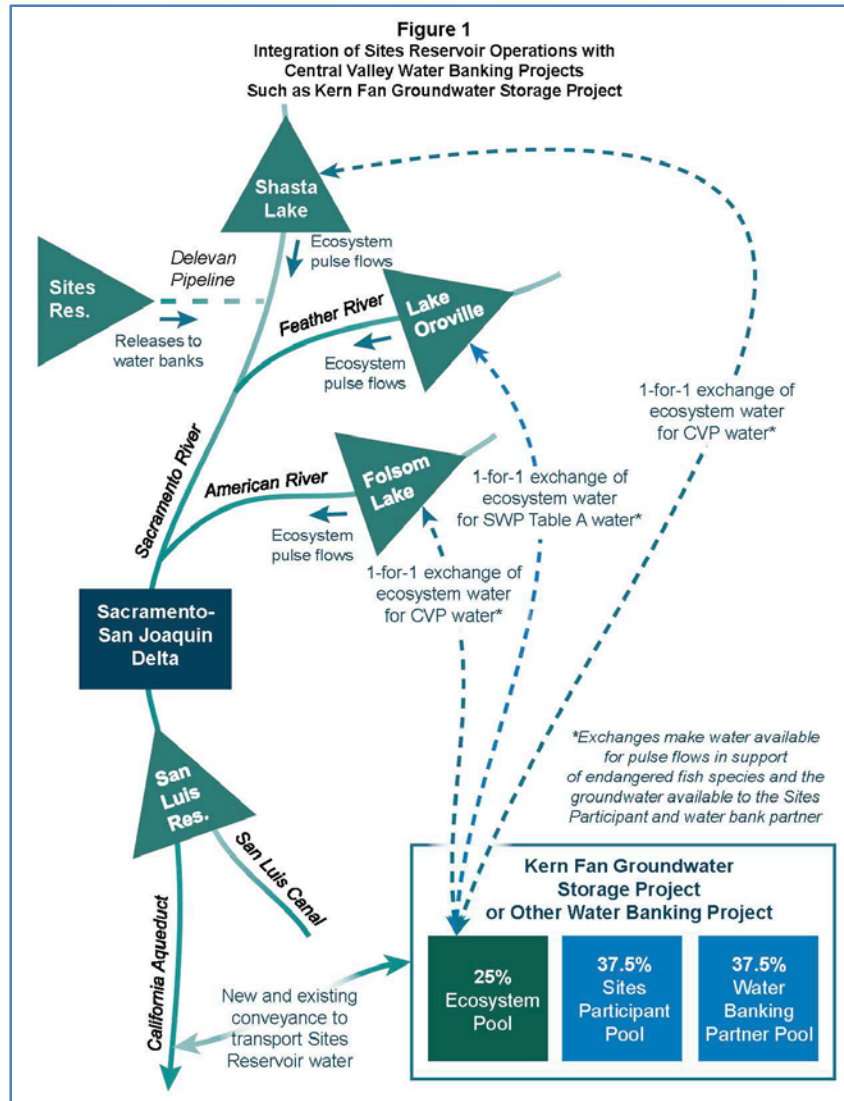 Figure 1
Integration of Sites Reservoir Operations with
Central Valley Water Banking Projects
Such as Kern Fan Groundwater Storage Project
Shasta
Lake
Delevan
Pipeline
Ecosystem
pulse flows
Sites
Res.
Releases to
water banks
Feather River
Lake
Oroville
Ecosystem
pulse flows
1-for-1 exchange of
ecosystem water
for CVP water*
Sacramento River
American River
Folsom
Lake
Ecosystem
pulse flows
1-for-1 exchange of
ecosystem water
for SWP Table A water*
1-for-1 exchange of
ecosystem water
for CVP water*
Sacramento-
San Joaquin
Delta
*Exchanges make water available
for pulse flows in support
of endangered fish species and the
groundwater available to the Sites
Participant and water bank partner
San
Luis
Res.
San Luis Canal
California Aqueduct
New and existing
conveyance to
transport Sites
Reservoir water
Kern Fan Groundwater
Storage Project
or Other Water Banking Project
25%
Ecosystem
Pool
37.5%
Sites
Participant
Pool
37.5%
Water
Banking
Partner Pool